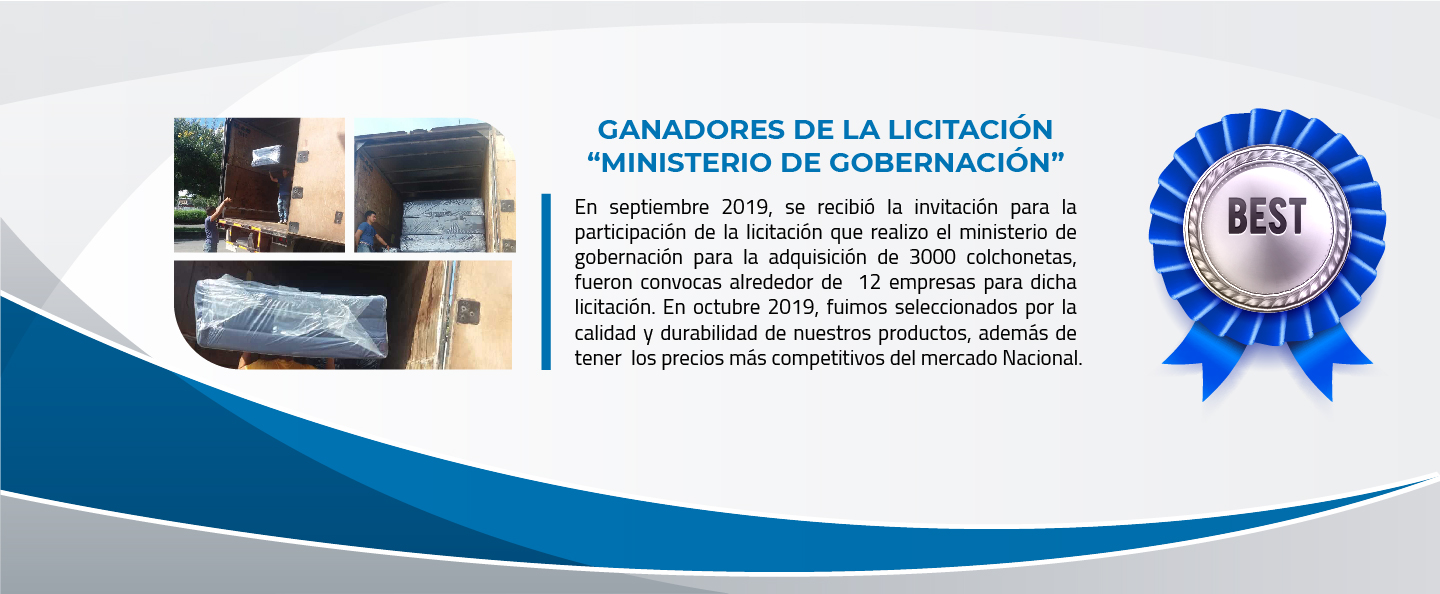 GANADORES DE LA LICITACIÓN
“MINISTERIO DE GOBERNACIÓN”
En septiembre 2019, se recibió la invitación para la
participación de la licitación que realizo el ministerio de
gobernación para la adquisición de 3000 colchonetas,
fueron convocas alrededor de 12 empresas para dicha
licitación. En octubre 2019, fuimos seleccionados por la
calidad y durabilidad de nuestros productos, además de
tener los precios más competitivos del mercado Nacional.
BEST